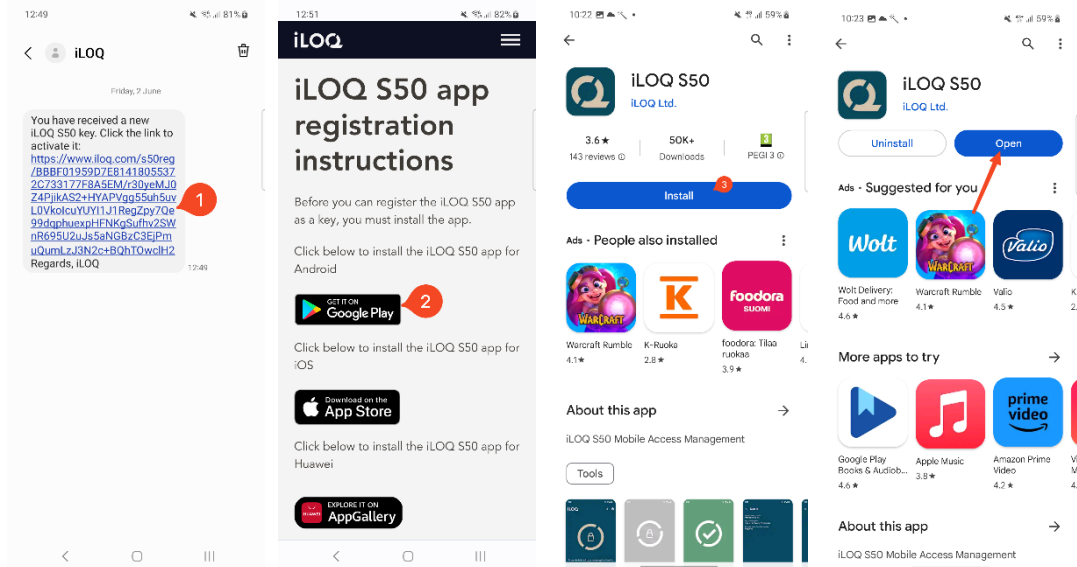 12:49
81%
iLOQ
Friday, 2 June
You have received a new
iLOQ S50 key. Click the link to
activate it:
https://www.iloq.com/s50reg
/BBBF01959D7E8141805537
2C733177F8A5EM/r30yeMJ0
Z4PjikAS2+HYAPVgg55uh5uv
L0VkoIcuYUYI1J1RegZpy7Qe
99dqphuexpHFNKgSufhv2SW
nR695U2uJs5aNGBzC3EjPm
uQumLzJ3N2c+BQhTOwclH2
Regards, iLOQ
12:49
1
12:51
82%
iLOQ
iLOQ S50 app
registration
instructions
Before you can register the iLOQ S50 app
as a key, you must install the app.
Click below to install the iLOQ S50 app for
Android
GET IT ON
Google Play
2
Click below to install the iLOQ S50 app for
iOS
Download on the
App Store
Click below to install the iLOQ S50 app for
Huawei
HUAWEI
EXPLORE IT ON
AppGallery
10:22
59%
iLOQ S50
iLOQ Ltd.
3.6★
143 reviews
50K+
Downloads
3
PEGI 3
Install
3
Ads · People also installed
WARCRAFT
K
foodora
SUOMI
Warcraft Rumble
4.1★
K-Ruoka
2.8★
foodora: Tilaa
ruokaa
3.9★
Li
4.
About this app
iLOQ S50 Mobile Access Management
Tools
iLOQ
10:23
59%
iLOQ S50
iLOQ Ltd.
Uninstall
Open
Ads · Suggested for you
Wolt
WARCRAFT
Valio
Wolt Delivery:
Food and more
4.6★
Warcraft Rumble
4.1★
Valio
4.5★
K
2.
More apps to try
prime
video
Google Play
Books & Audiob...
4.6★
Apple Music
3.8★
Amazon Prime
Video
4.2★
V
M
4.
About this app
iLOQ S50 Mobile Access Management